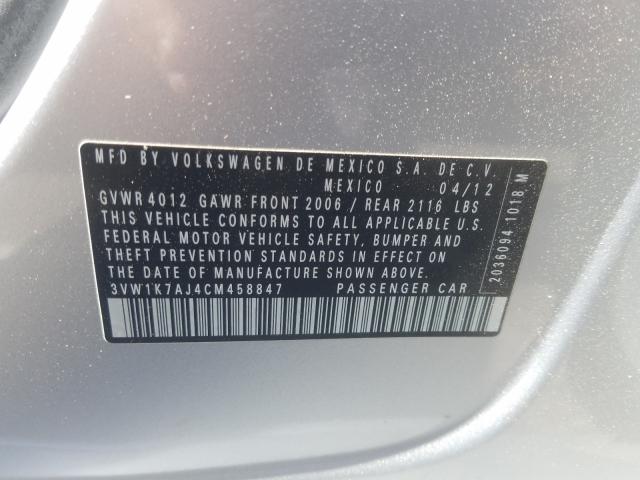 MFD BY VOLKSWAGEN DE MEXICO S.A. DE C.V.
MEXICO 04/12
GVWR 4012 GAWR FRONT 2006 / REAR 2116 LBS
THIS VEHICLE CONFORMS TO ALL APPLICABLE U.S.
FEDERAL MOTOR VEHICLE SAFETY, BUMPER AND
THEFT PREVENTION STANDARDS IN EFFECT ON THE
DATE OF MANUFACTURE SHOWN ABOVE.
3VW1K7AJ4CM458847 PASSENGER CAR
2036094 1018 M